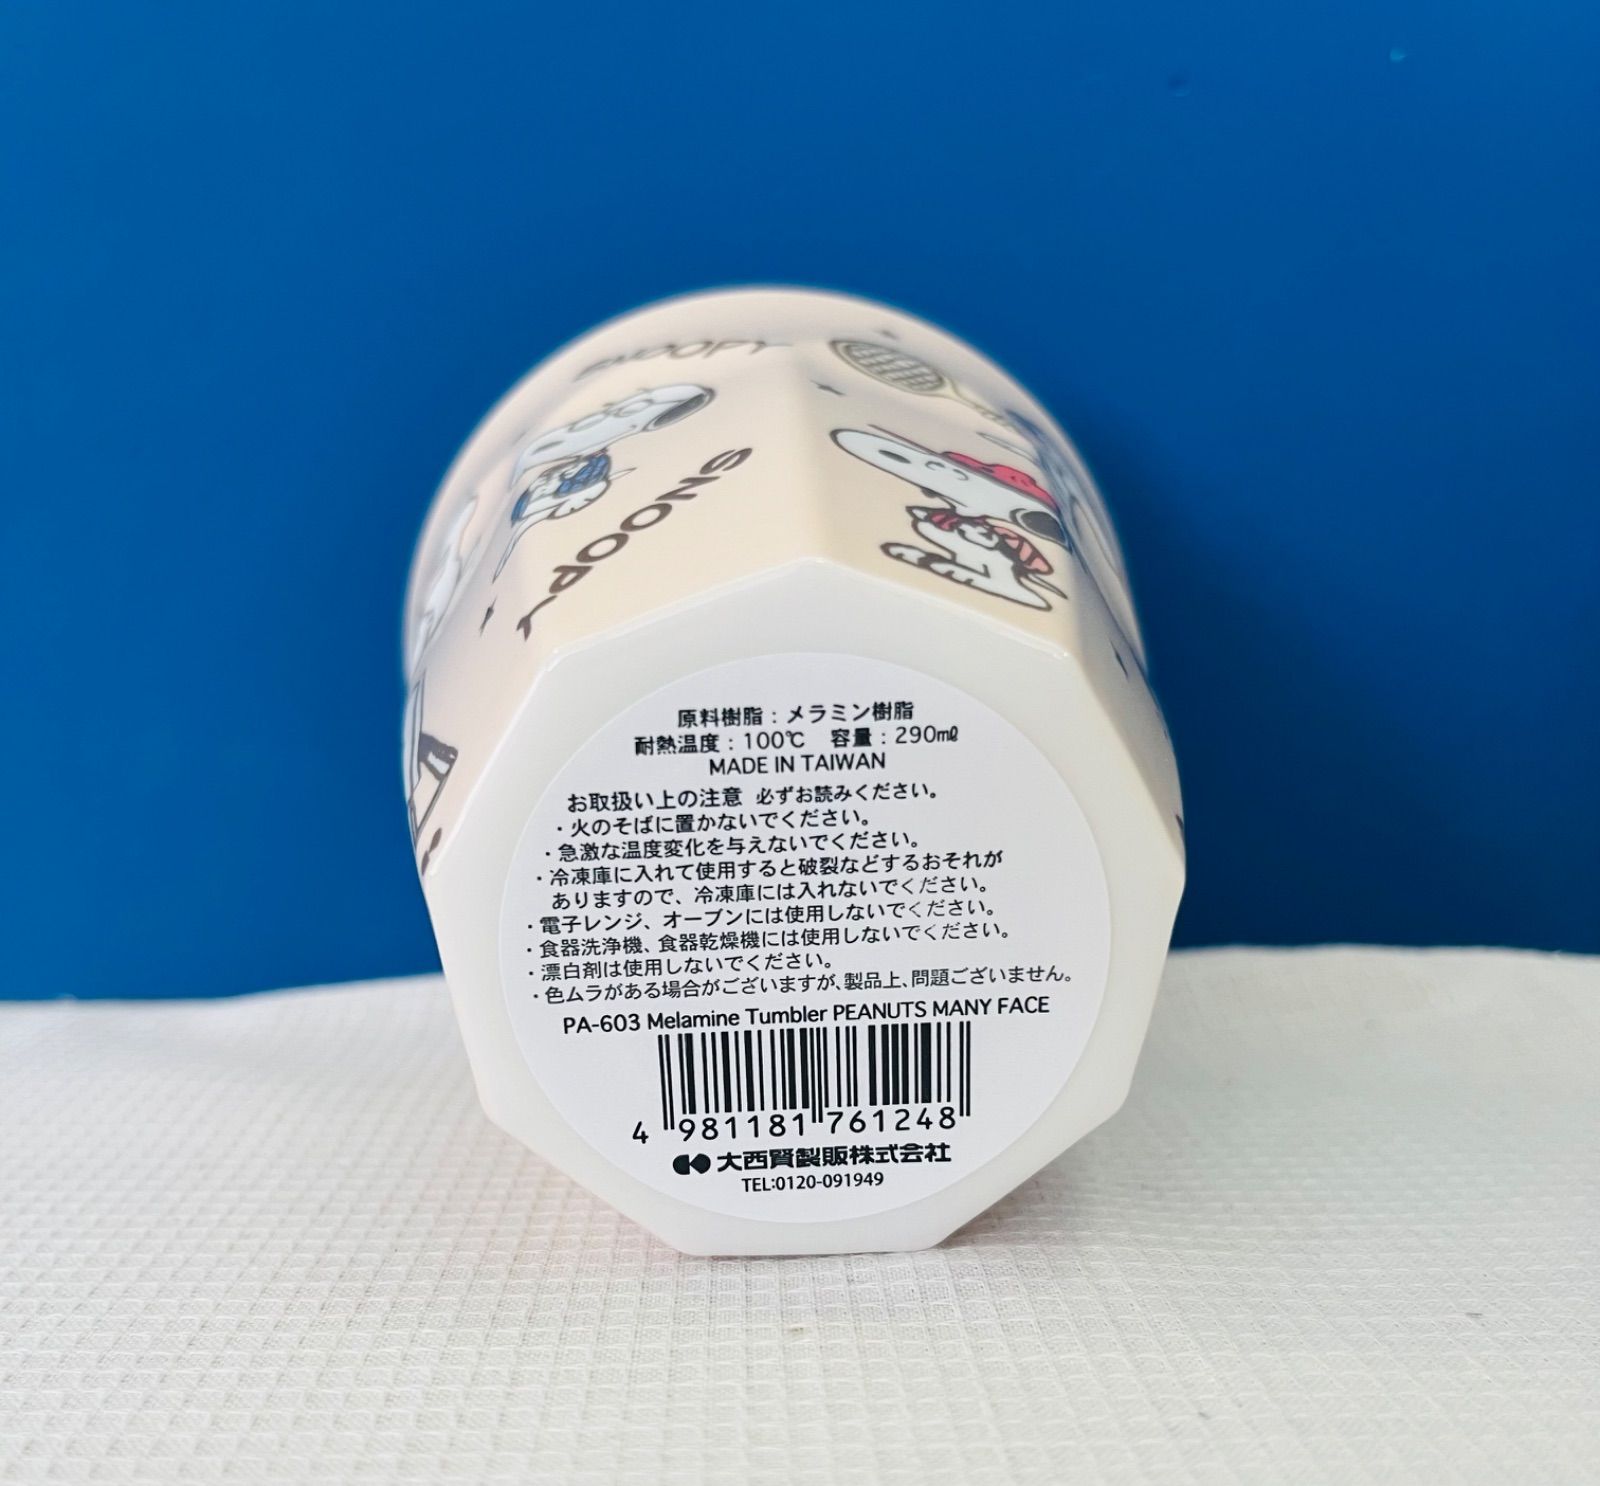 SNOOPY
SNOOPY
原料樹脂：メラミン樹脂
耐熱温度：100℃　容量：290㎖
MADE IN TAIWAN
お取扱い上の注意 必ずお読みください。
・火のそばに置かないでください。
・急激な温度変化を与えないでください。
・冷凍庫に入れて使用すると破裂などするおそれが
ありますので、冷凍庫には入れないでください。
・電子レンジ、オーブンには使用しないでください。
・食器洗浄機、食器乾燥機には使用しないでください。
・漂白剤は使用しないでください。
・色ムラがある場合がございますが、製品上、問題ございません。
PA-603 Melamine Tumbler PEANUTS MANY FACE
4 981181 761248
大西賢製販株式会社
TEL:0120-091949